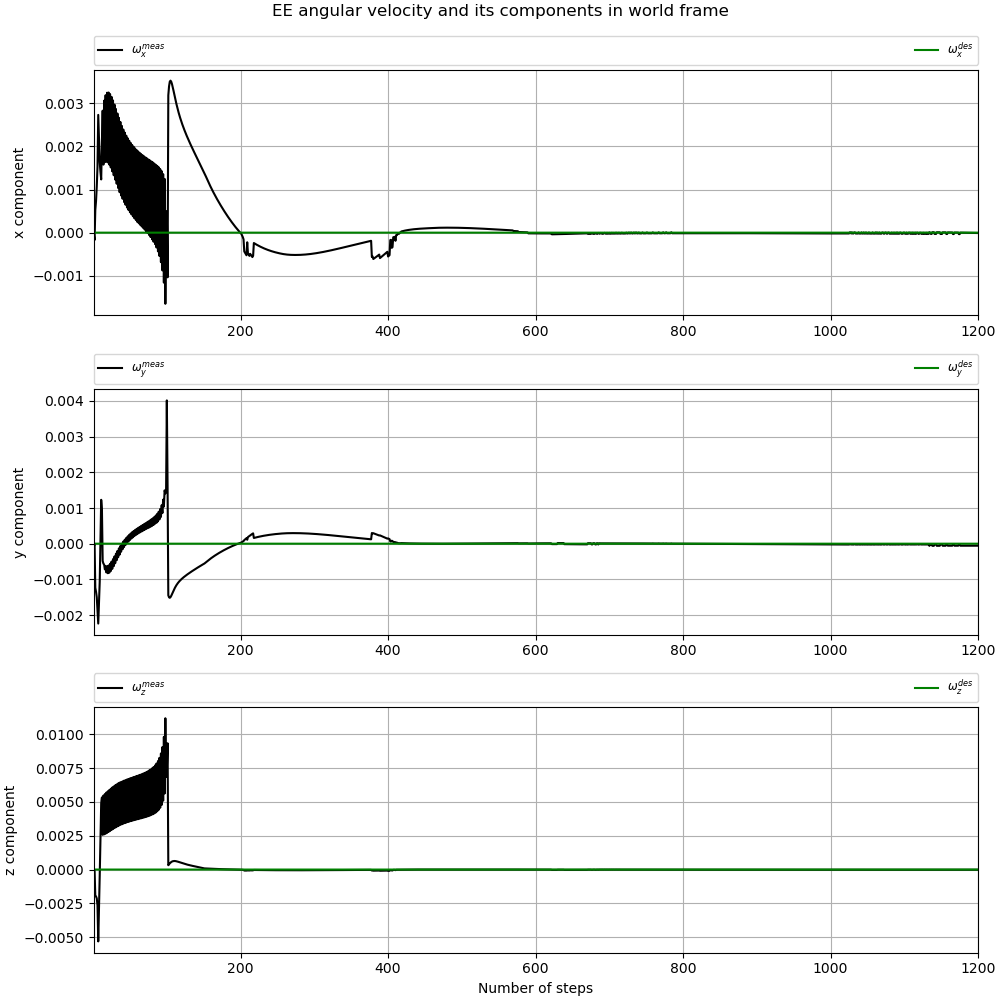 EE angular velocity and its components in world frame
ω_x^meas ω_x^des
0.003
0.002
0.001
0.000
−0.001
x component
200 400 600 800 1000 1200
ω_y^meas ω_y^des
0.004
0.003
0.002
0.001
0.000
−0.001
−0.002
y component
200 400 600 800 1000 1200
ω_z^meas ω_z^des
0.0100
0.0075
0.0050
0.0025
0.0000
−0.0025
−0.0050
z component
200 400 600 800 1000 1200
Number of steps